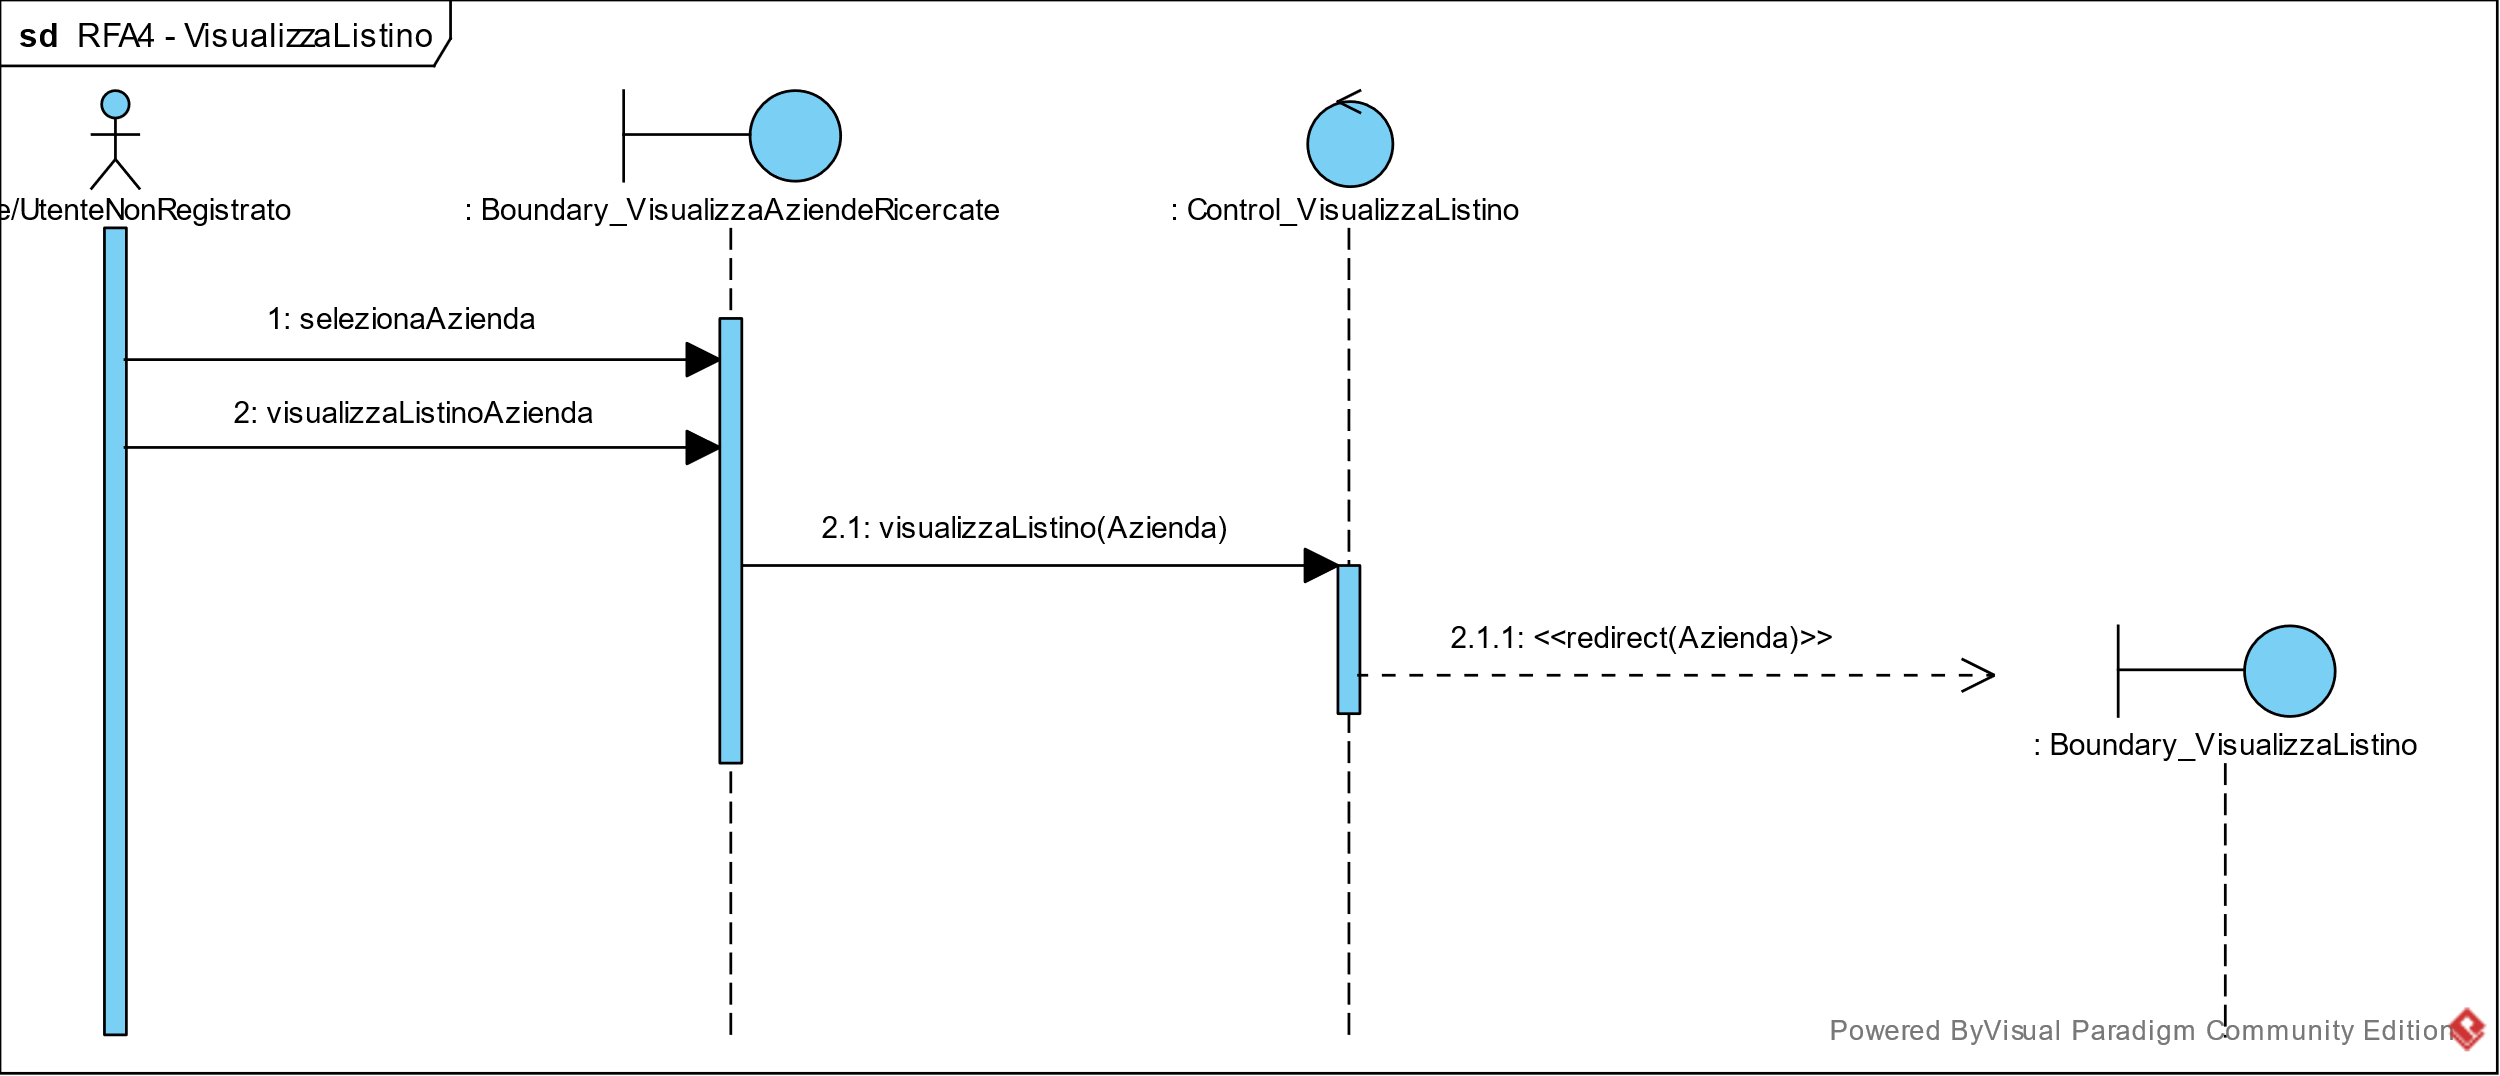 sd RFA4 - VisualizzaListino
e/UtenteNonRegistrato
: Boundary_VisualizzaAziendeRicercate
: Control_VisualizzaListino
1: selezionaAzienda
2: visualizzaListinoAzienda
2.1: visualizzaListino(Azienda)
2.1.1: <<redirect(Azienda)>>
: Boundary_VisualizzaListino
Powered ByVisual Paradigm Community Edition